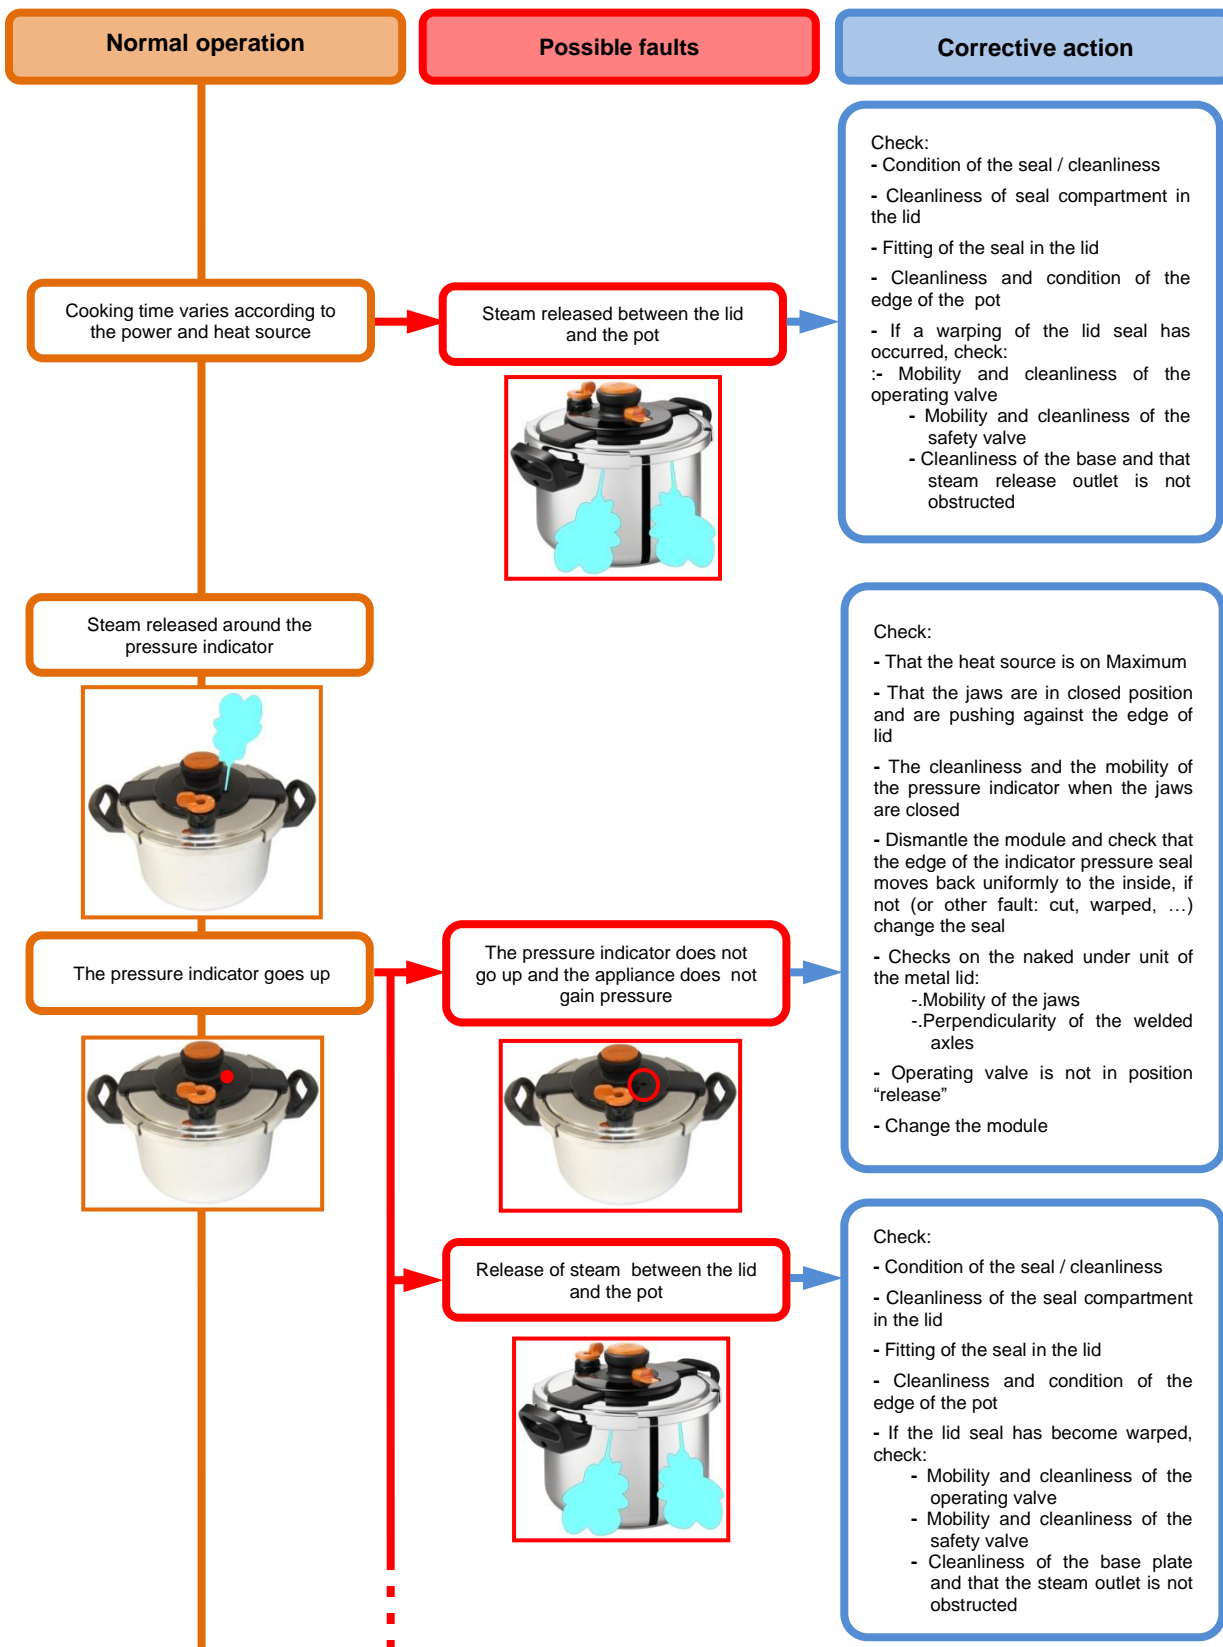 Normal operation
Possible faults
Corrective action
Check:
- Condition of the seal / cleanliness
- Cleanliness of seal compartment in
the lid
- Fitting of the seal in the lid
- Cleanliness and condition of the
edge of the pot
- If a warping of the lid seal has
occurred, check:
:- Mobility and cleanliness of the
operating valve
- Mobility and cleanliness of the
safety valve
- Cleanliness of the base and that
steam release outlet is not
obstructed
Cooking time varies according to
the power and heat source
Steam released between the lid
and the pot
Steam released around the
pressure indicator
Check:
- That the heat source is on Maximum
- That the jaws are in closed position
and are pushing against the edge of
lid
- The cleanliness and the mobility of
the pressure indicator when the jaws
are closed
- Dismantle the module and check that
the edge of the indicator pressure seal
moves back uniformly to the inside, if
not (or other fault: cut, warped, …)
change the seal
- Checks on the naked under unit of
the metal lid:
-.Mobility of the jaws
-.Perpendicularity of the welded
axles
- Operating valve is not in position
“release”
- Change the module
The pressure indicator goes up
The pressure indicator does not
go up and the appliance does not
gain pressure
Release of steam between the lid
and the pot
Check:
- Condition of the seal / cleanliness
- Cleanliness of the seal compartment
in the lid
- Fitting of the seal in the lid
- Cleanliness and condition of the
edge of the pot
- If the lid seal has become warped,
check:
- Mobility and cleanliness of the
operating valve
- Mobility and cleanliness of the
safety valve
- Cleanliness of the base plate
and that the steam outlet is not
obstructed